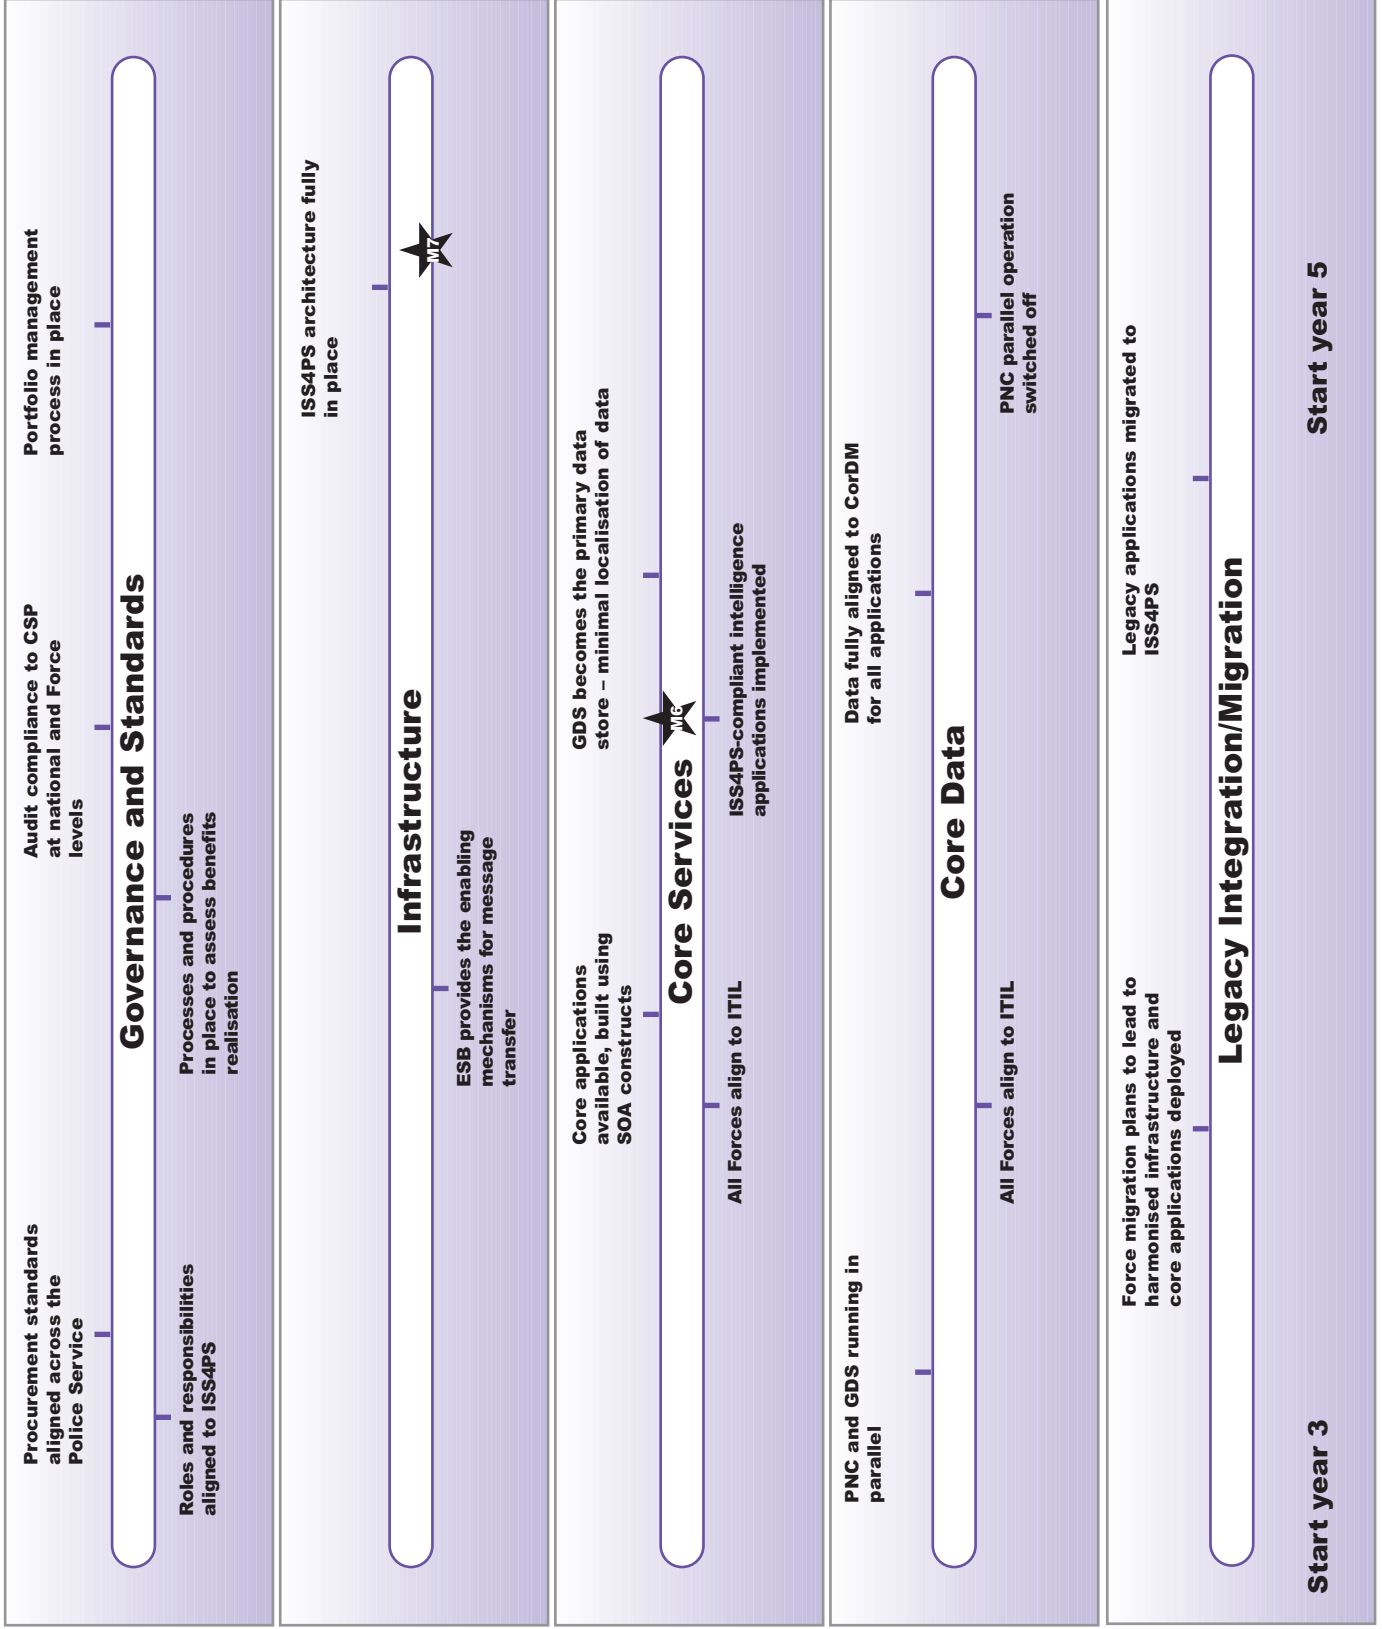 Procurement standards
aligned across the
Police Service
Audit compliance to CSP
at national and Force
levels
Portfolio management
process in place
Governance and Standards
Roles and responsibilities
aligned to ISS4PS
Processes and procedures
in place to assess benefits
realisation
ISS4PS architecture fully
in place
Infrastructure
M7
ESB provides the enabling
mechanisms for message
transfer
Core applications
available, built using
SOA constructs
GDS becomes the primary data
store – minimal localisation of data
Core Services
M6
All Forces align to ITIL
ISS4PS-compliant intelligence
applications implemented
PNC and GDS running in
parallel
Data fully aligned to CorDM
for all applications
Core Data
All Forces align to ITIL
PNC parallel operation
switched off
Force migration plans to lead to
harmonised infrastructure and
core applications deployed
Legacy applications migrated to
ISS4PS
Legacy Integration/Migration
Start year 3
Start year 5